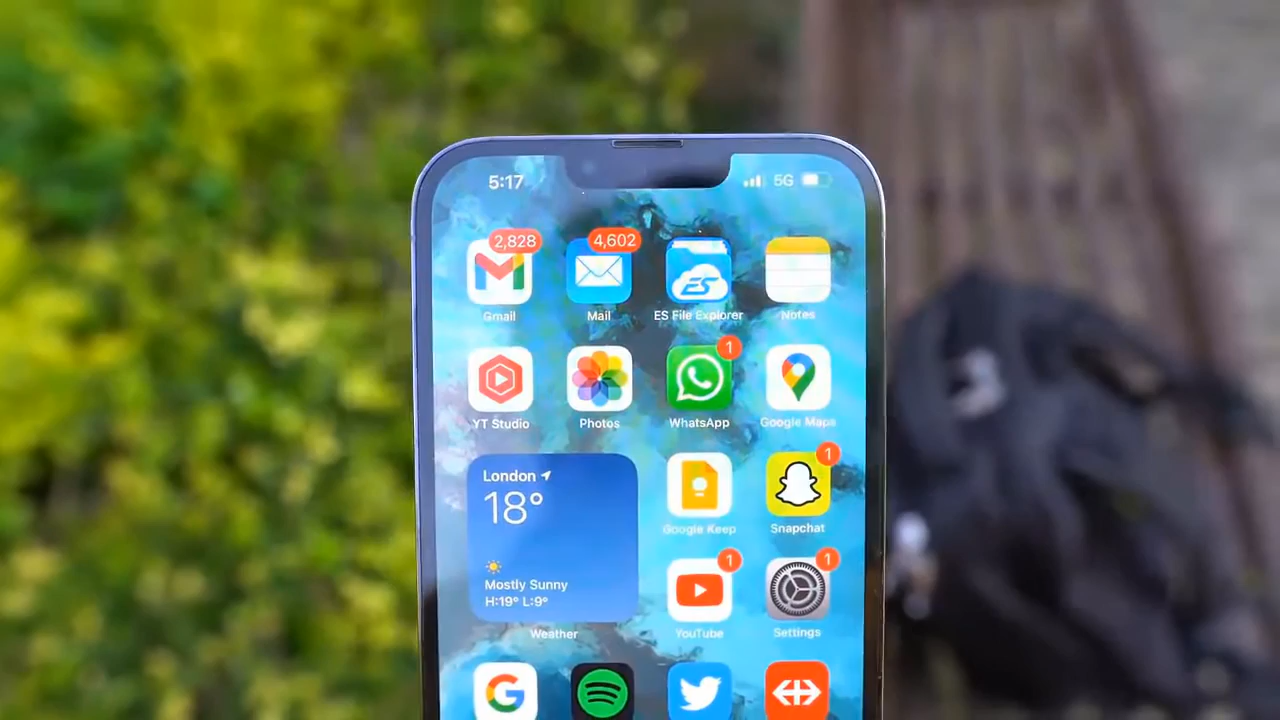 5:17 5G
2,828 4,602
ES
Gmail Mail ES File Explorer Notes
1
YT Studio Photos WhatsApp Google Maps
London
18°
Mostly Sunny
H:19° L:9°
Weather
1
Google Keep Snapchat
1 1
YouTube Settings
G